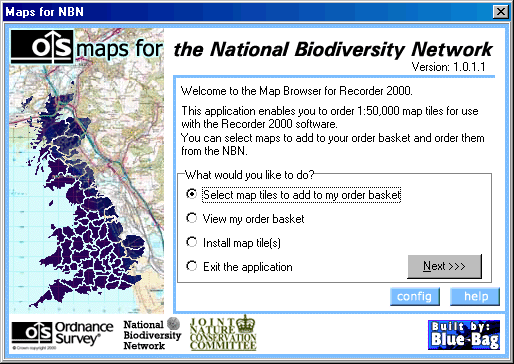 Maps for NBN
OS maps for the National Biodiversity Network
Version: 1.0.1.1
Welcome to the Map Browser for Recorder 2000.
This application enables you to order 1:50,000 map tiles for use
with the Recorder 2000 software.
You can select maps to add to your order basket and order them
from the NBN.
What would you like to do?
Select map tiles to add to my order basket
View my order basket
Install map tile(s)
Exit the application
Next >>>
config
help
OS Ordnance
Survey®
© Crown copyright 2000
National
Biodiversity
Network
JOINT
NATURE
CONSERVATION
COMMITTEE
Built by:
Blue-Bag